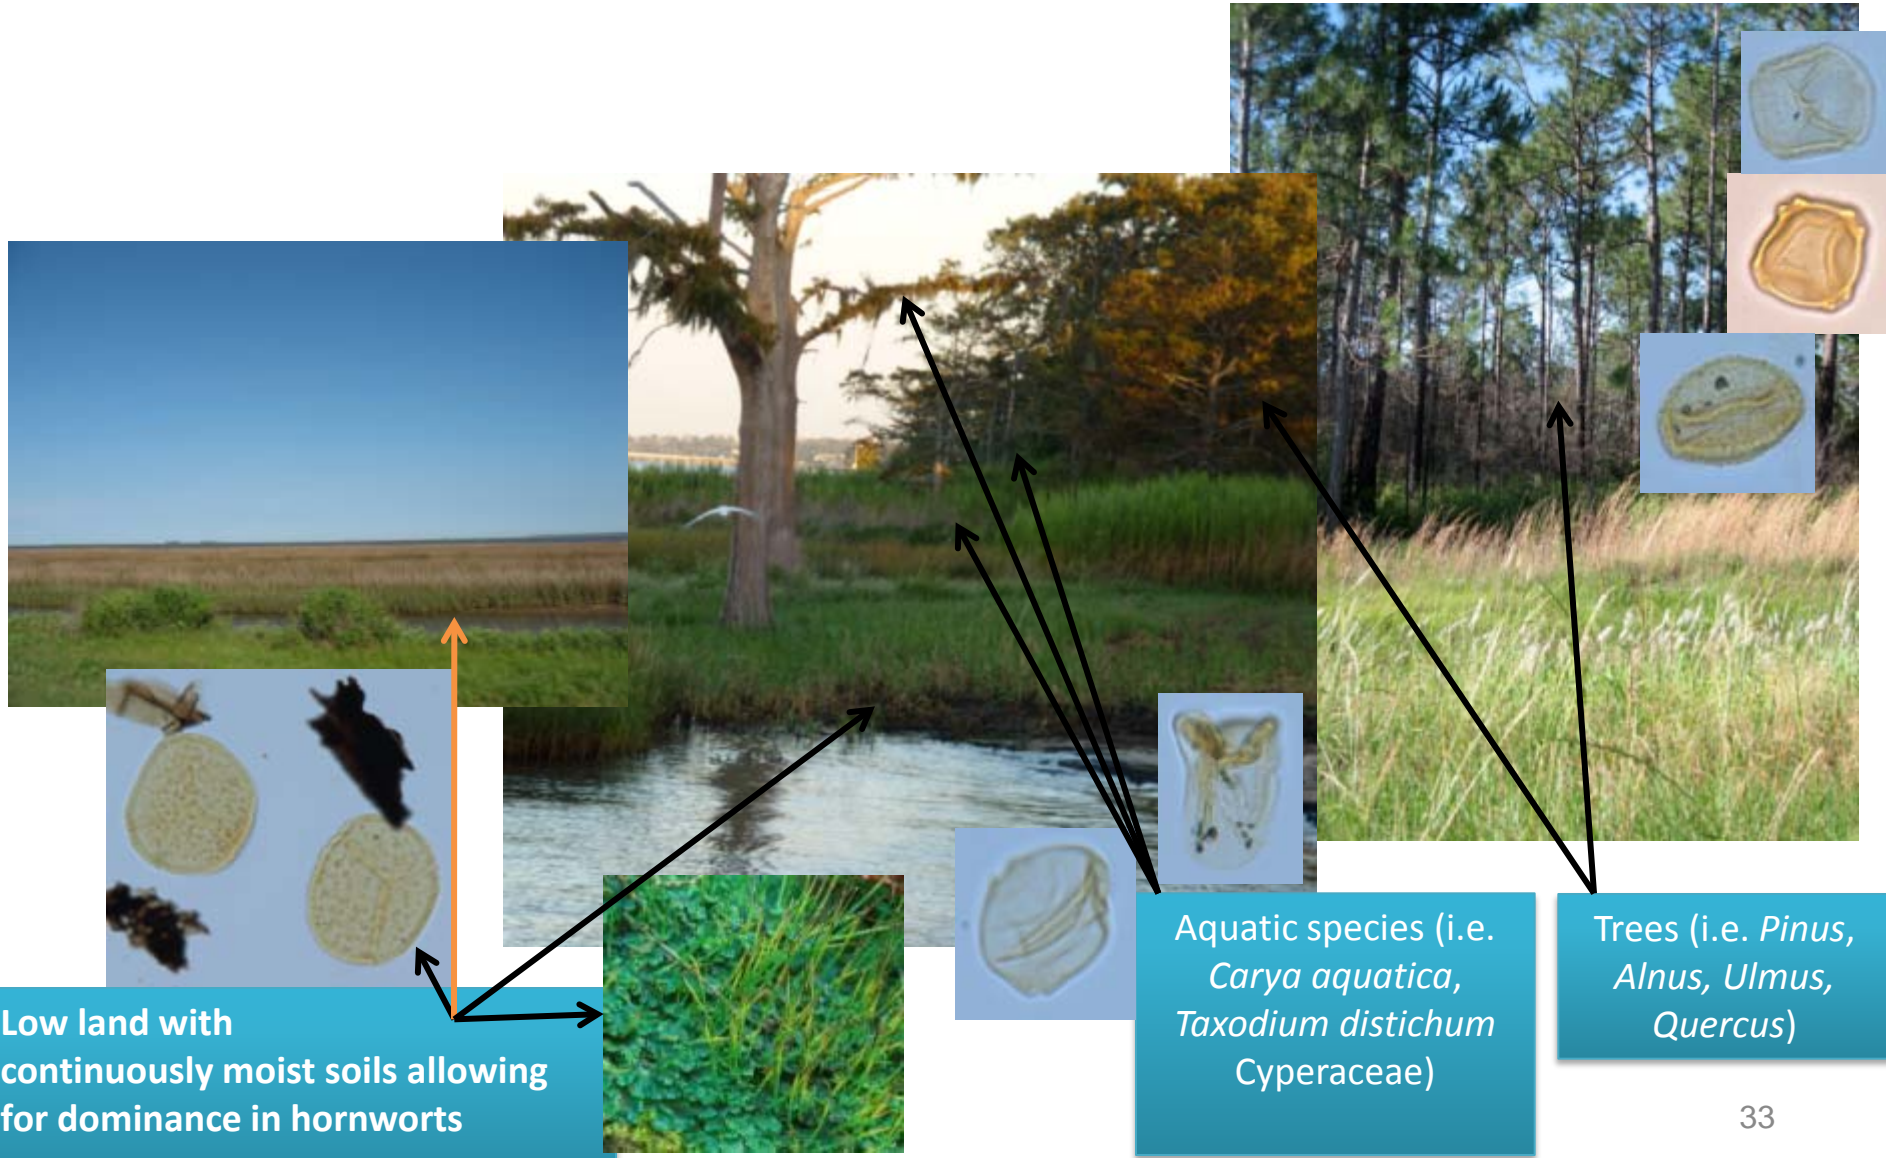 Low land with
continuously moist soils allowing
for dominance in hornworts
Aquatic species (i.e.
Carya aquatica,
Taxodium distichum
Cyperaceae)
Trees (i.e. Pinus,
Alnus, Ulmus,
Quercus)
33